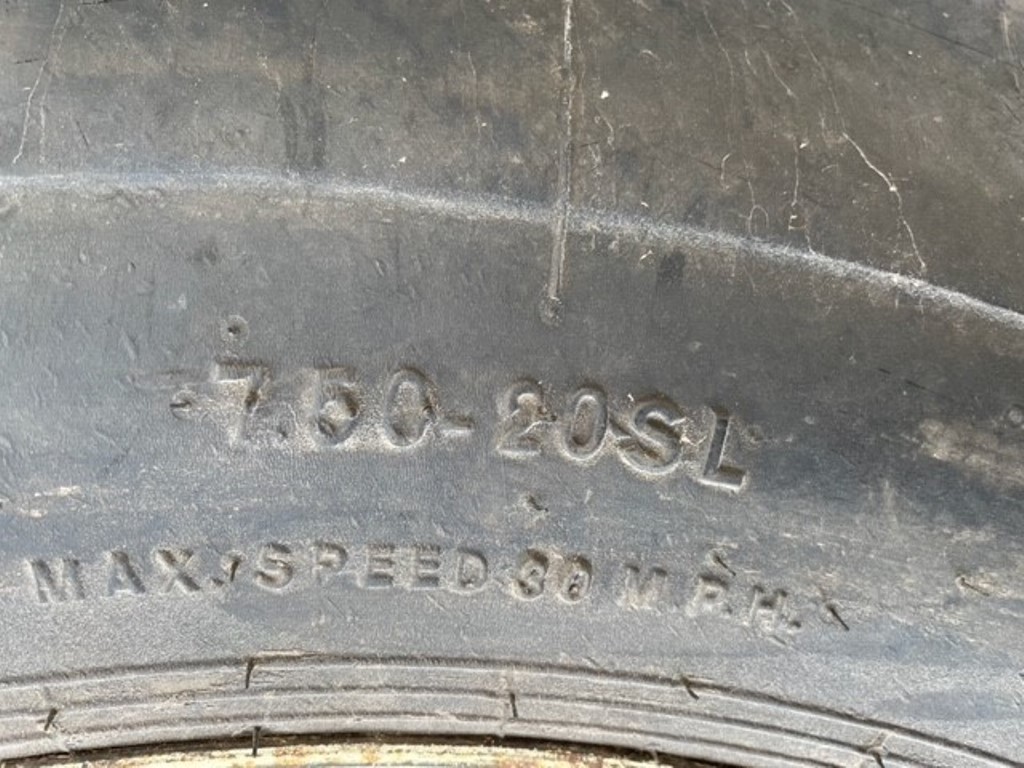 7.50-20SL
MAX. SPEED 30 M.P.H.